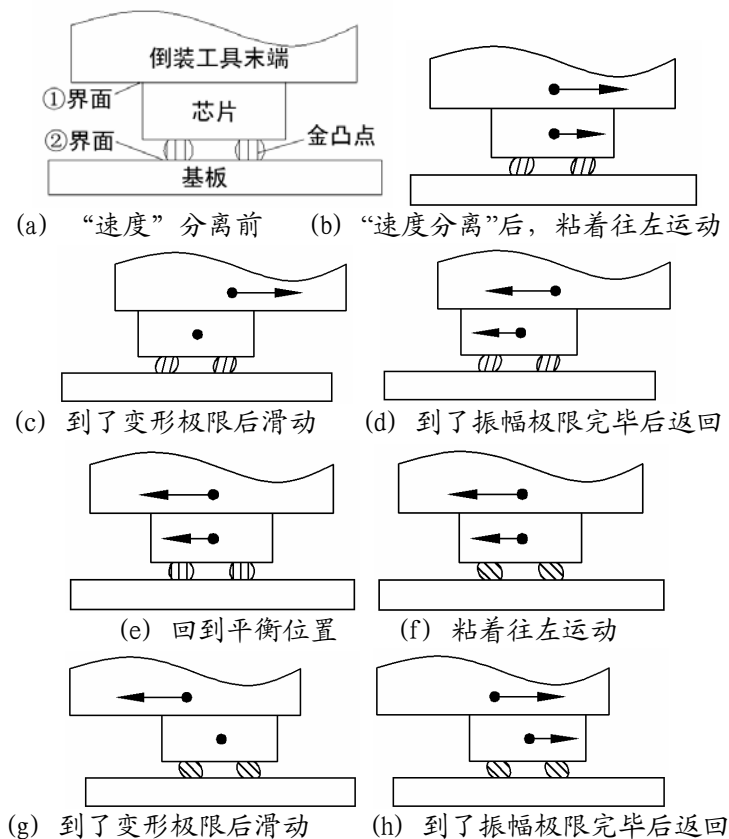 倒装工具末端
①界面
芯片
②界面
金凸点
基板
(a) “速度”分离前
(b) “速度分离”后，粘着往左运动
(c) 到了变形极限后滑动
(d) 到了振幅极限完毕后返回
(e) 回到平衡位置
(f) 粘着往左运动
(g) 到了变形极限后滑动
(h) 到了振幅极限完毕后返回